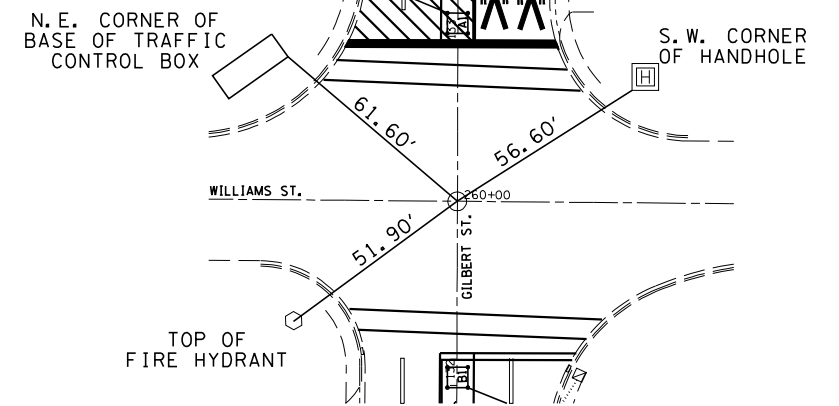 N.E. CORNER OF
BASE OF TRAFFIC
CONTROL BOX
S.W. CORNER
OF HANDHOLE
H
61.60'
56.60'
WILLIAMS ST.
260+00
51.90'
GILBERT ST.
TOP OF
FIRE HYDRANT